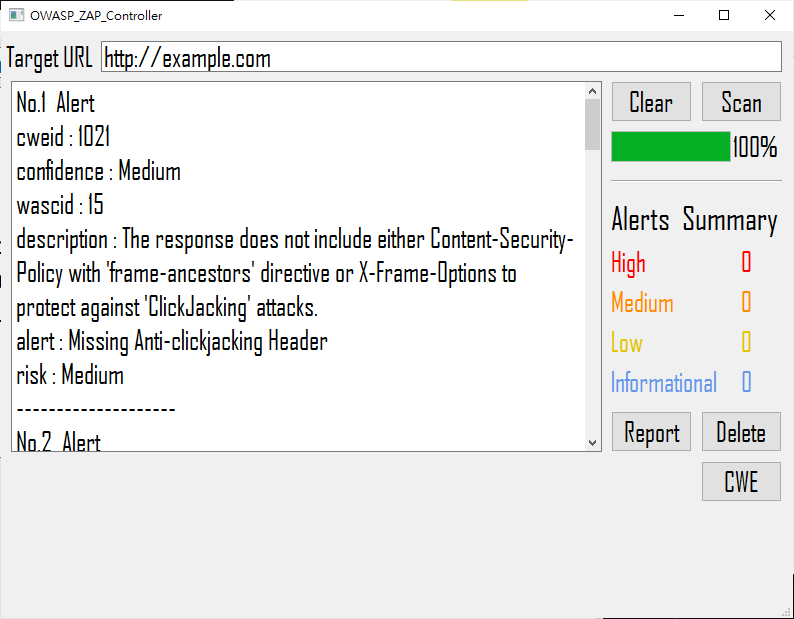 OWASP_ZAP_Controller
Target URL http://example.com
No.1 Alert
cweid : 1021
confidence : Medium
wascid : 15
description : The response does not include either Content-Security-
Policy with 'frame-ancestors' directive or X-Frame-Options to
protect against 'ClickJacking' attacks.
alert : Missing Anti-clickjacking Header
risk : Medium
--------------------
No.2 Alert
Clear Scan
100%
Alerts Summary
High 0
Medium 0
Low 0
Informational 0
Report Delete
CWE